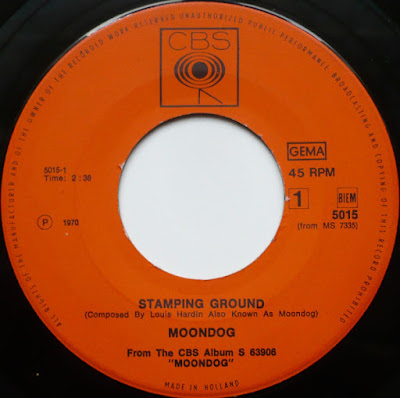 ALL RIGHTS OF THE MANUFACTURER AND OF THE OWNER OF THE RECORDED WORK RESERVED UNAUTHORISED PUBLIC PERFORMANCE BROADCASTING AND COPYING OF THIS RECORD PROHIBITED
CBS
5015-1
Time: 2:38
GEMA
45 RPM
1
BIEM
5015
(from MS 7335)
P 1970
STAMPING GROUND
(Composed By Louis Hardin Also Known As Moondog)
MOONDOG
From The CBS Album S 63906
"MOONDOG"
MADE IN HOLLAND